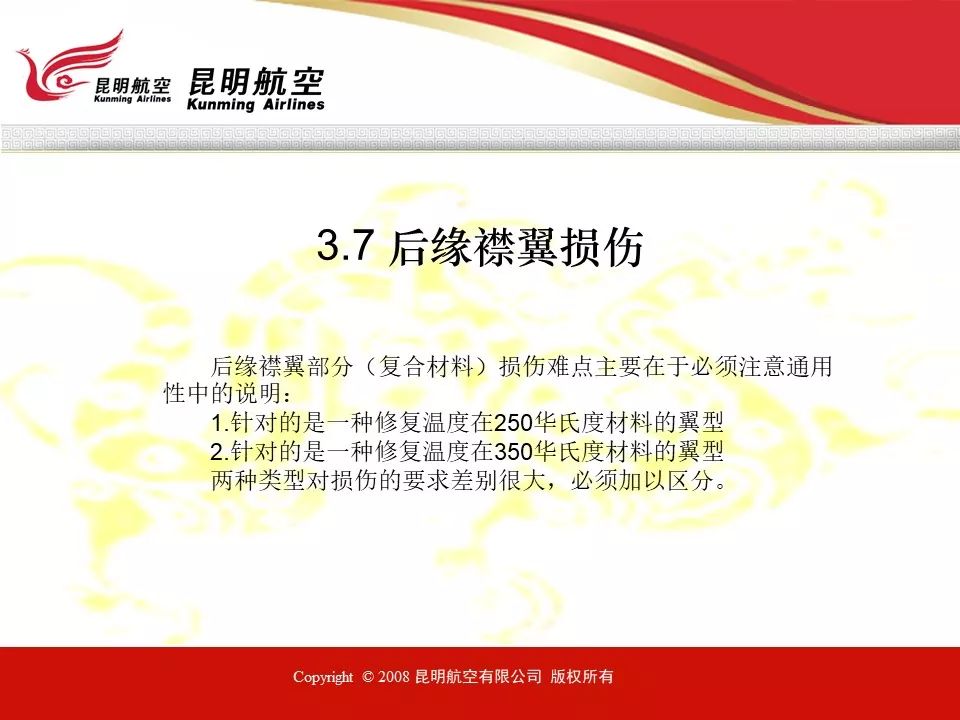 昆明航空 昆明航空
Kunming Airlines Kunming Airlines
3.7 后缘襟翼损伤
后缘襟翼部分（复合材料）损伤难点主要在于必须注意通用
性中的说明：
1.针对的是一种修复温度在250华氏度材料的翼型
2.针对的是一种修复温度在350华氏度材料的翼型
两种类型对损伤的要求差别很大，必须加以区分。
Copyright © 2008 昆明航空有限公司 版权所有